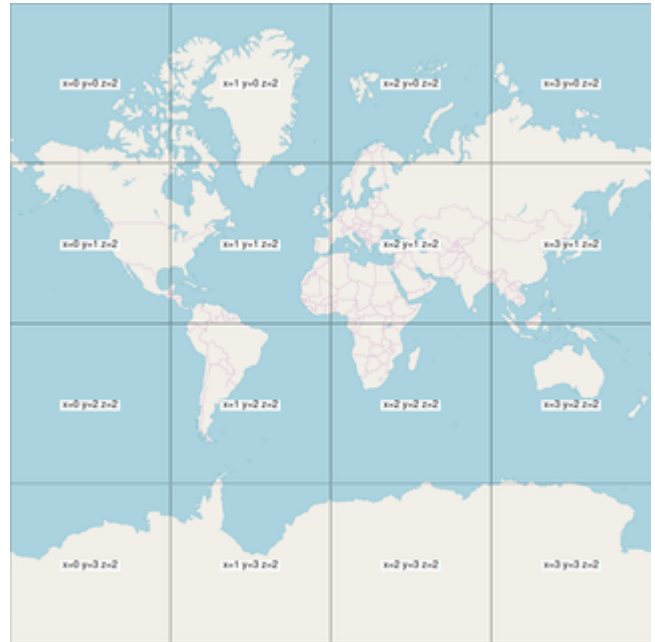 x=0 y=0 z=2
x=1 y=0 z=2
x=2 y=0 z=2
x=3 y=0 z=2
x=0 y=1 z=2
x=1 y=1 z=2
x=2 y=1 z=2
x=3 y=1 z=2
x=0 y=2 z=2
x=1 y=2 z=2
x=2 y=2 z=2
x=3 y=2 z=2
x=0 y=3 z=2
x=1 y=3 z=2
x=2 y=3 z=2
x=3 y=3 z=2